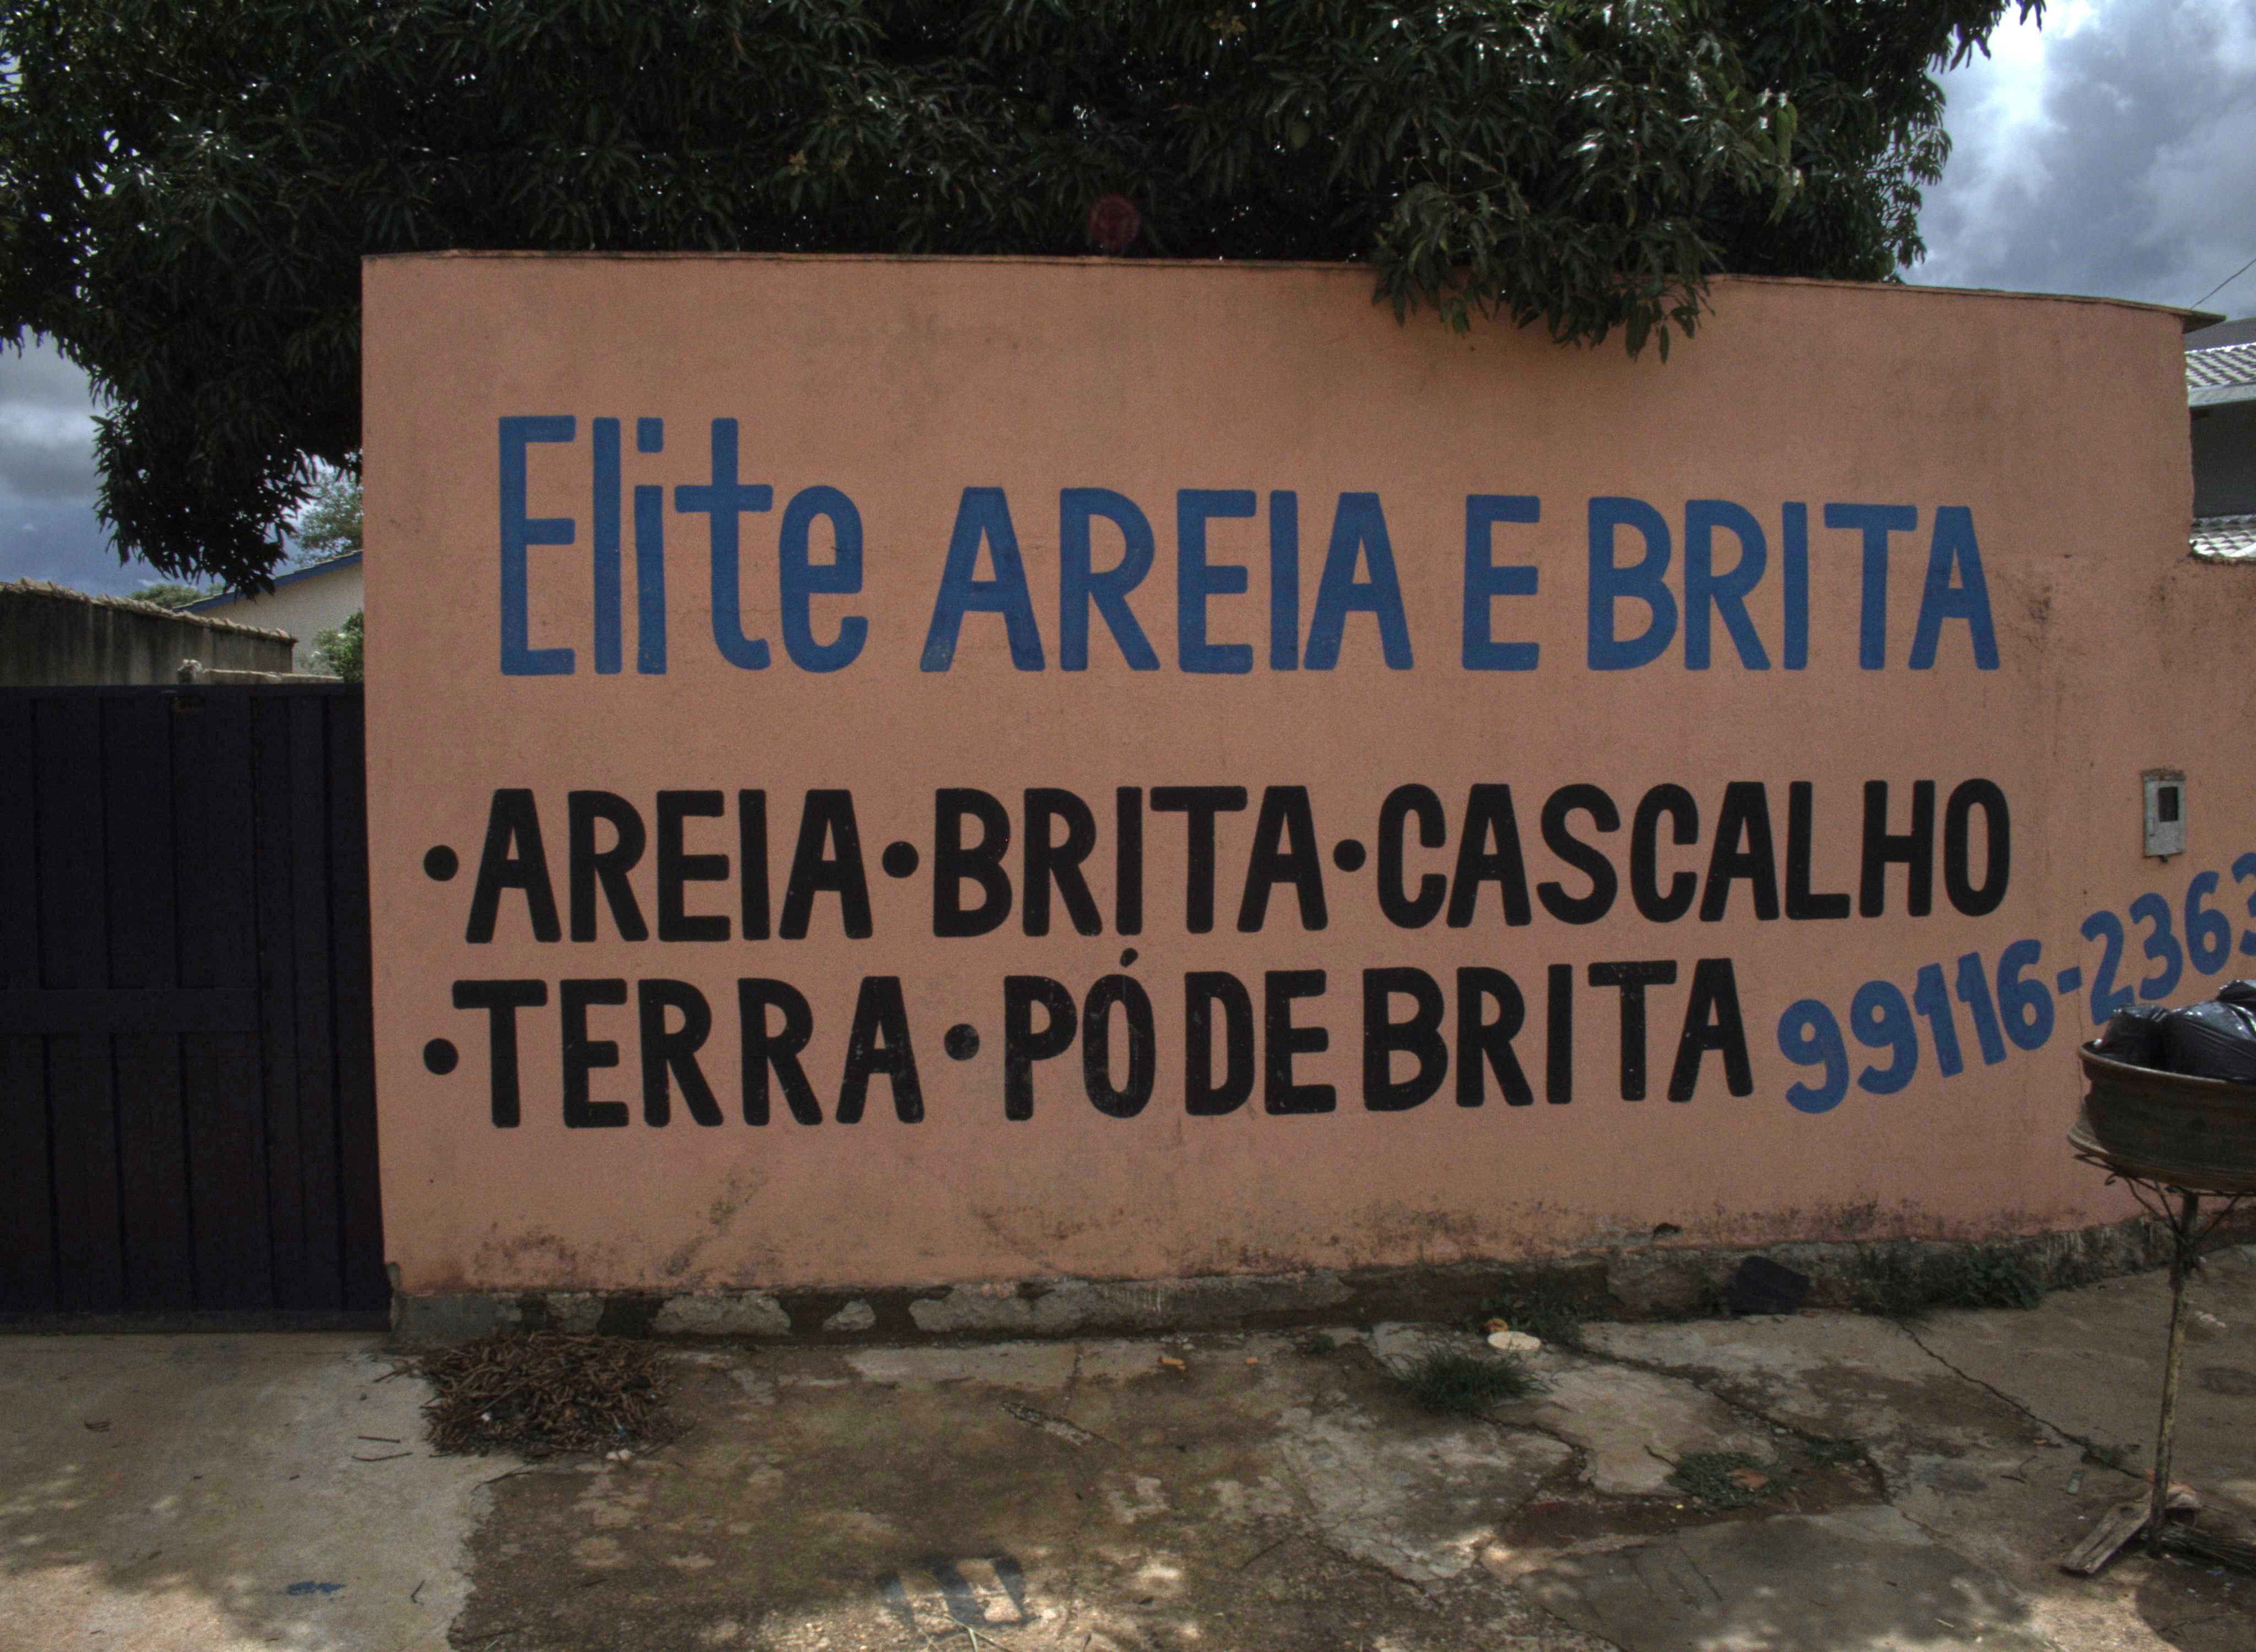 Elite AREIA E BRITA
•AREIA•BRITA•CASCALHO
•TERRA•PÓ DE BRITA
99116-2363